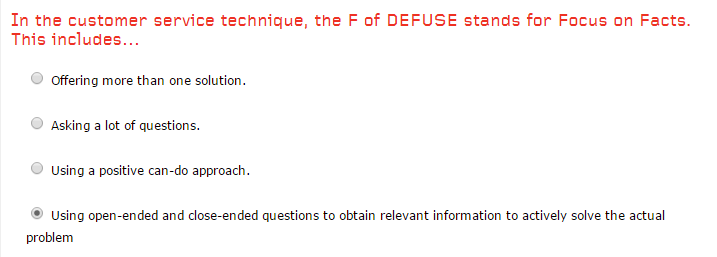 In the customer service technique, the F of DEFUSE stands for Focus on Facts.
This includes...
Offering more than one solution.
Asking a lot of questions.
Using a positive can-do approach.
Using open-ended and close-ended questions to obtain relevant information to actively solve the actual
problem